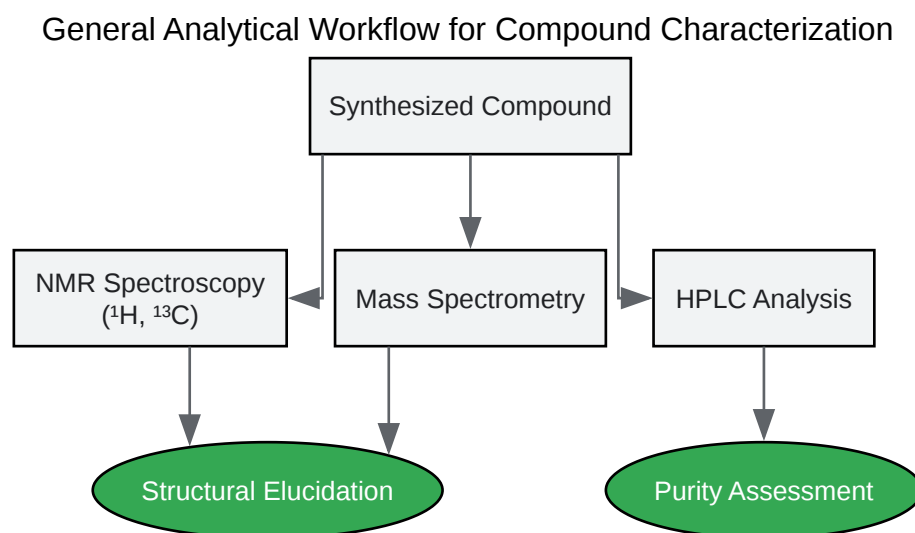 General Analytical Workflow for Compound Characterization
Synthesized Compound
NMR Spectroscopy
(¹H, ¹³C)
Mass Spectrometry
HPLC Analysis
Structural Elucidation
Purity Assessment